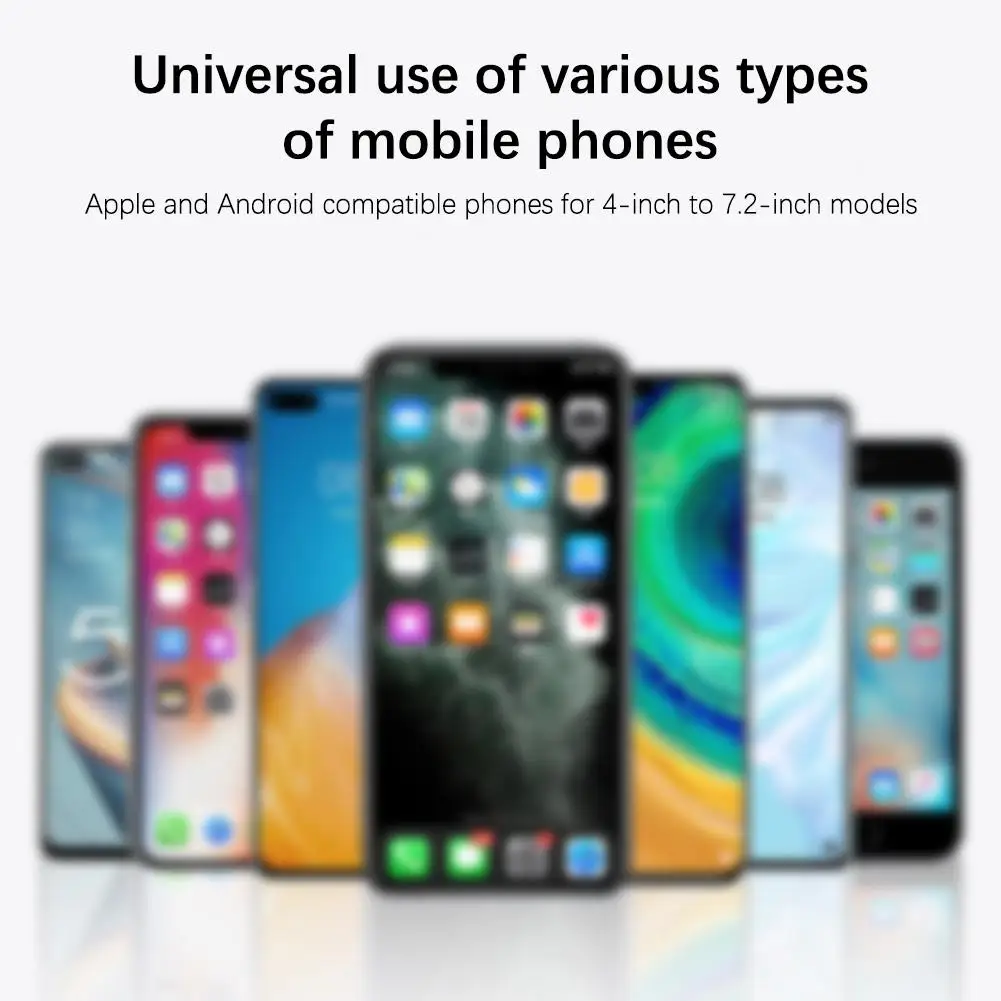 Universal use of various types
of mobile phones
Apple and Android compatible phones for 4-inch to 7.2-inch models
5